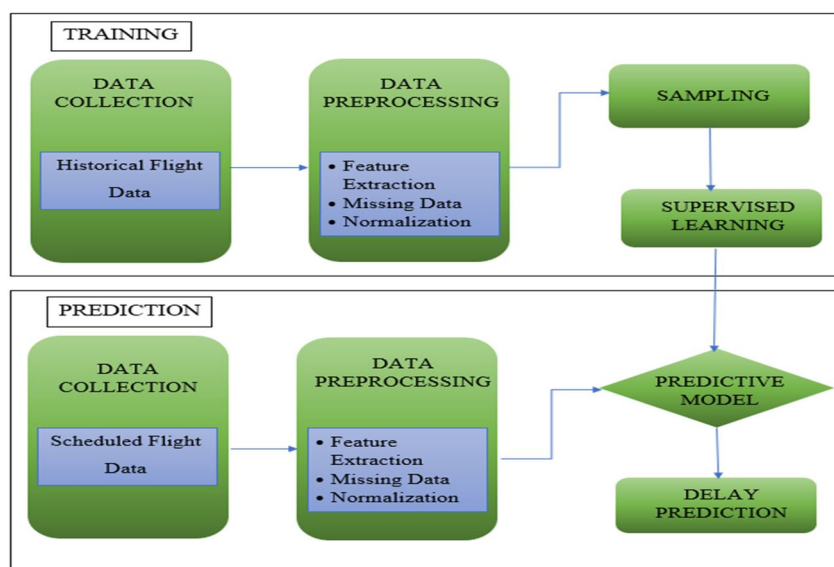 TRAINING
DATA
COLLECTION
Historical Flight
Data
DATA
PREPROCESSING
• Feature
Extraction
• Missing Data
• Normalization
SAMPLING
SUPERVISED
LEARNING
PREDICTION
DATA
COLLECTION
Scheduled Flight
Data
DATA
PREPROCESSING
• Feature
Extraction
• Missing Data
• Normalization
PREDICTIVE
MODEL
DELAY
PREDICTION